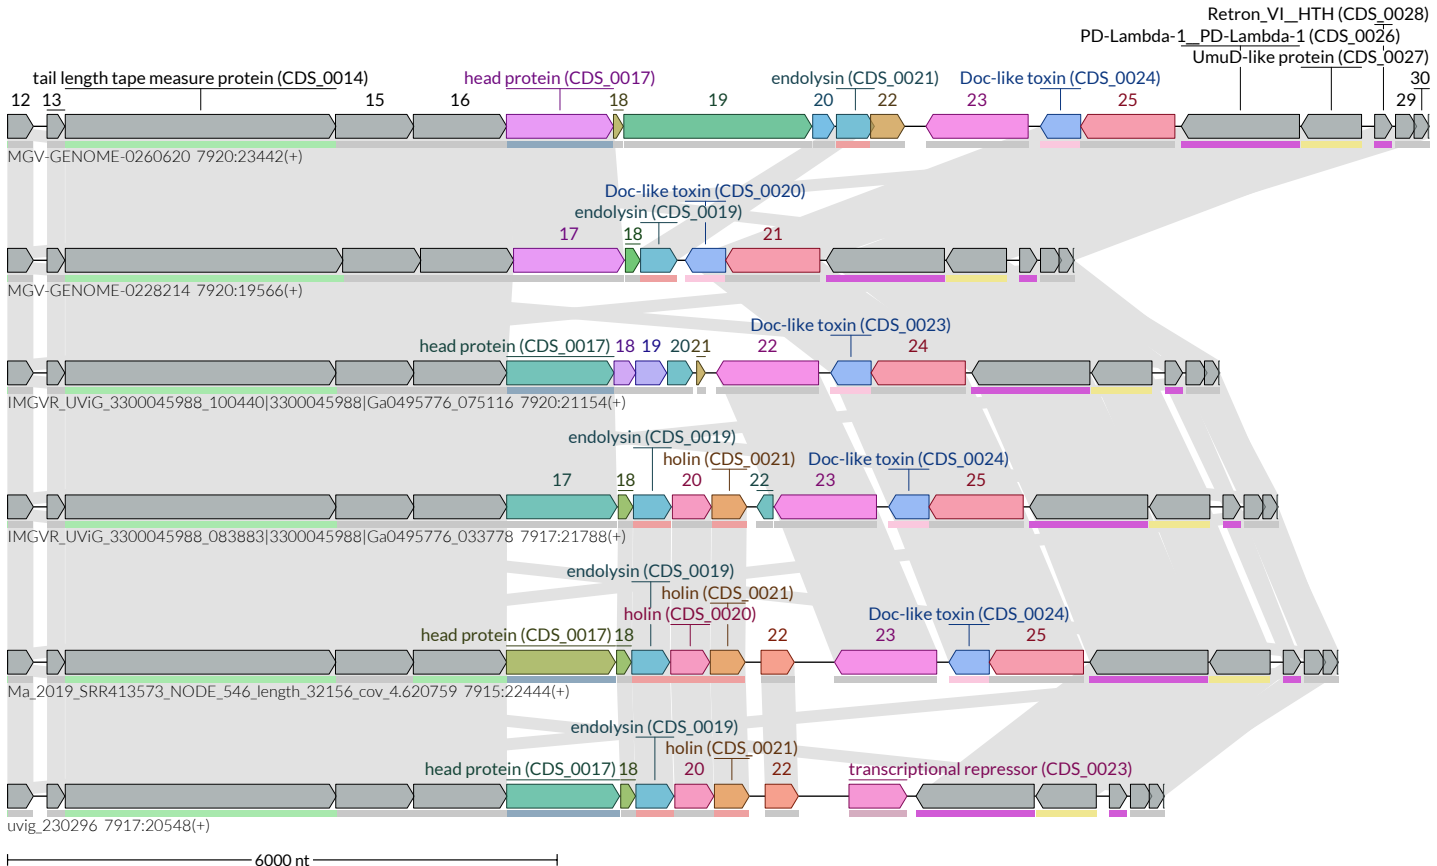 Retron_VI__HTH (CDS_0028)
PD-Lambda-1__PD-Lambda-1 (CDS_0026)
UmuD-like protein (CDS_0027)
tail length tape measure protein (CDS_0014) head protein (CDS_0017) endolysin (CDS_0021) Doc-like toxin (CDS_0024) 30
12 13 15 16 18 19 20 22 23 25 29
MGV-GENOME-0260620 7920:23442(+)
Doc-like toxin (CDS_0020)
endolysin (CDS_0019)
17 18 21
MGV-GENOME-0228214 7920:19566(+)
Doc-like toxin (CDS_0023)
head protein (CDS_0017) 18 19 20 21 22 24
IMGVR_UViG_3300045988_100440|3300045988|Ga0495776_075116 7920:21154(+)
endolysin (CDS_0019)
holin (CDS_0021) Doc-like toxin (CDS_0024)
17 18 20 22 23 25
IMGVR_UViG_3300045988_083883|3300045988|Ga0495776_033778 7917:21788(+)
endolysin (CDS_0019)
holin (CDS_0021)
holin (CDS_0020) Doc-like toxin (CDS_0024)
head protein (CDS_0017) 18 22 23 25
Ma_2019_SRR413573_NODE_546_length_32156_cov_4.620759 7915:22444(+)
endolysin (CDS_0019)
holin (CDS_0021)
head protein (CDS_0017) 18 20 22 transcriptional repressor (CDS_0023)
uvig_230296 7917:20548(+)
6000 nt